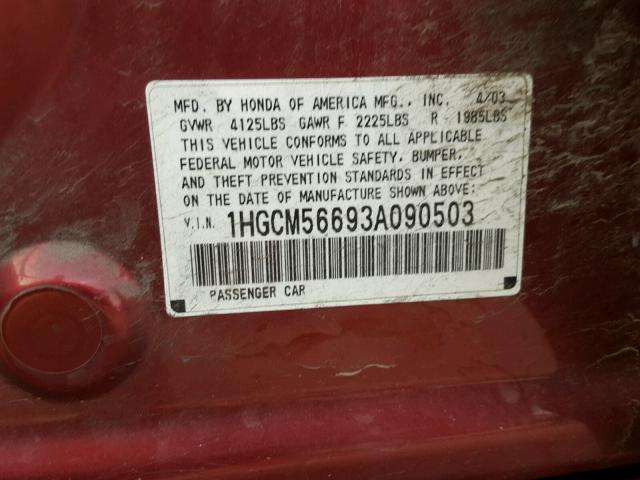 MFD. BY HONDA OF AMERICA MFG., INC. 4/03
GVWR 4125LBS GAWR F 2225LBS R 1985LBS
THIS VEHICLE CONFORMS TO ALL APPLICABLE
FEDERAL MOTOR VEHICLE SAFETY, BUMPER,
AND THEFT PREVENTION STANDARDS IN EFFECT
ON THE DATE OF MANUFACTURE SHOWN ABOVE:
V.I.N. 1HGCM56693A090503
PASSENGER CAR